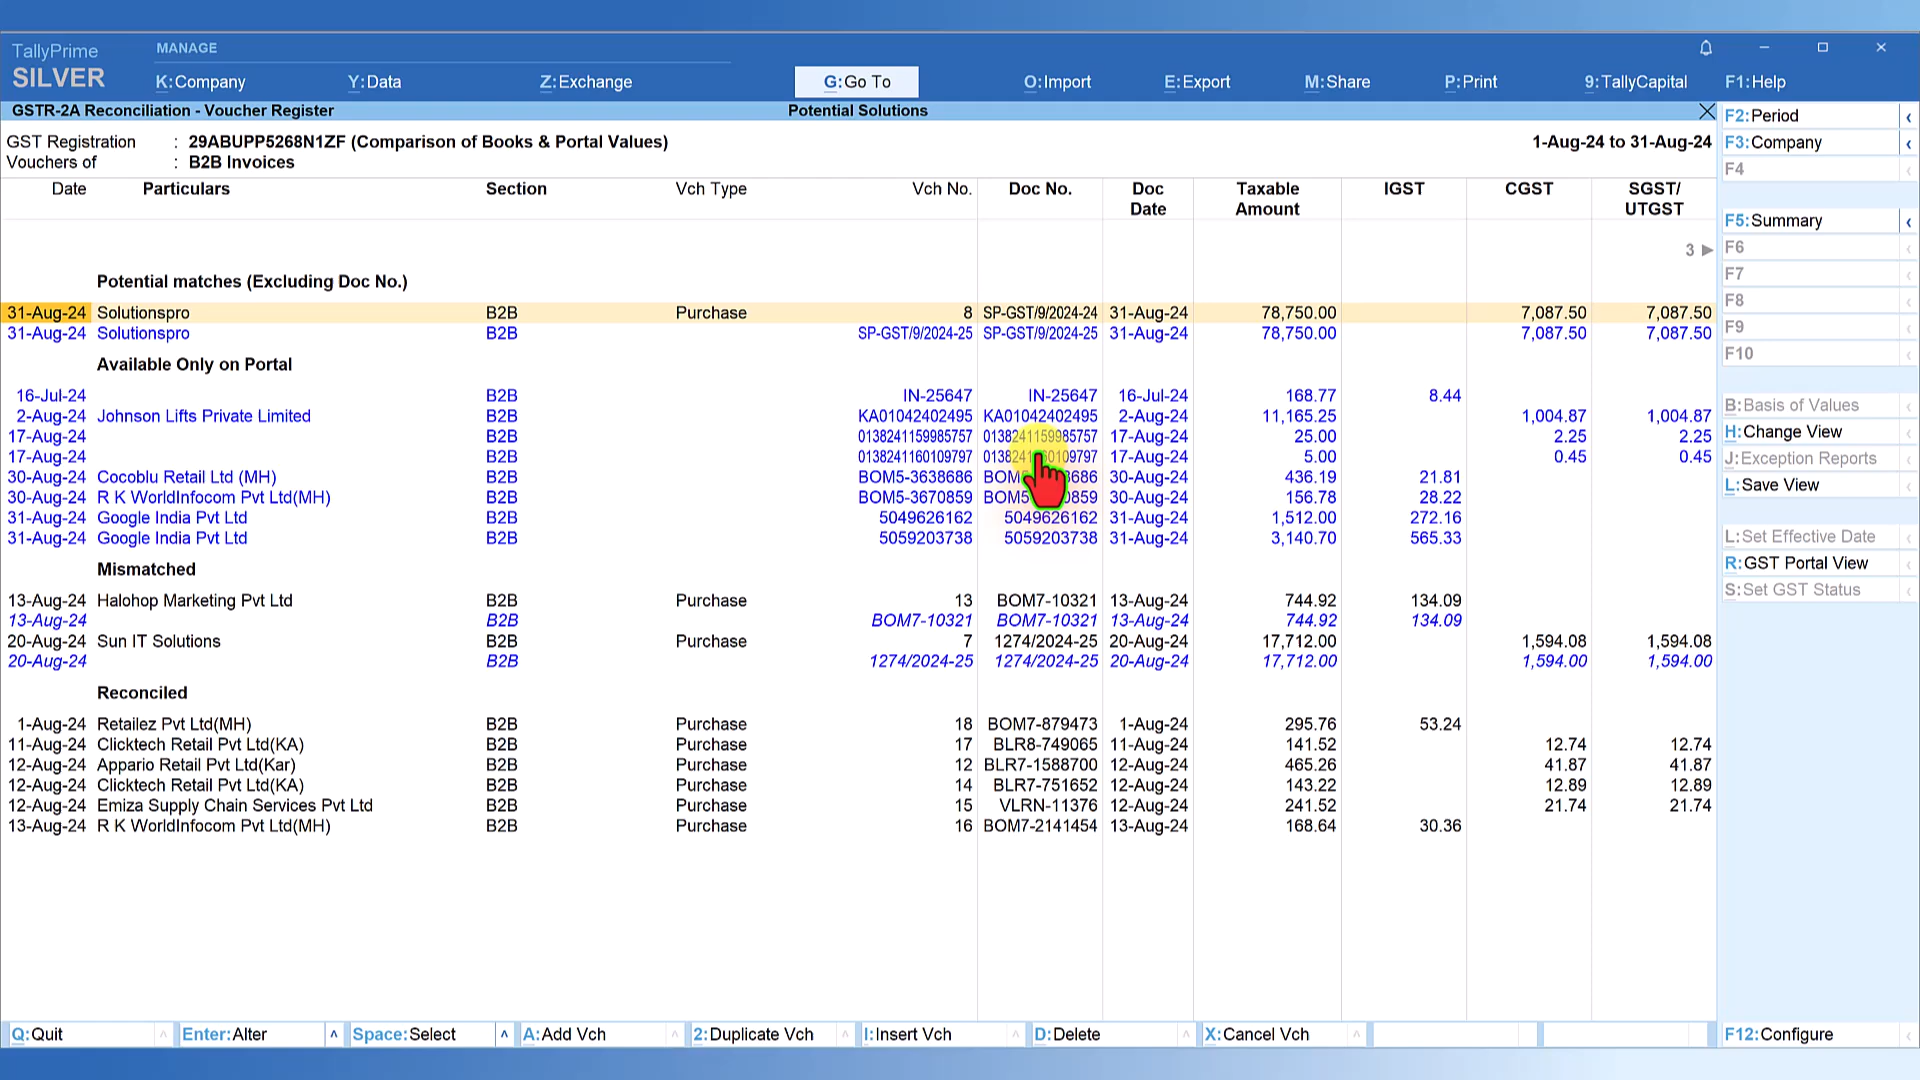 TallyPrime
SILVER
MANAGE
K:Company Y:Data Z:Exchange G:Go To O:Import E:Export M:Share P:Print 9:TallyCapital F1:Help
GSTR-2A Reconciliation - Voucher Register Potential Solutions
GST Registration : 29ABUPP5268N1ZF (Comparison of Books & Portal Values) 1-Aug-24 to 31-Aug-24
Vouchers of : B2B Invoices
Date Particulars Section Vch Type Vch No. Doc No. Doc Date Taxable Amount IGST CGST SGST/ UTGST
3
Potential matches (Excluding Doc No.)
31-Aug-24 Solutionspro B2B Purchase 8 SP-GST/9/2024-24 31-Aug-24 78,750.00 7,087.50 7,087.50
31-Aug-24 Solutionspro B2B SP-GST/9/2024-25 SP-GST/9/2024-25 31-Aug-24 78,750.00 7,087.50 7,087.50
Available Only on Portal
16-Jul-24 B2B IN-25647 IN-25647 16-Jul-24 168.77 8.44
2-Aug-24 Johnson Lifts Private Limited B2B KA01042402495 KA01042402495 2-Aug-24 11,165.25 1,004.87 1,004.87
17-Aug-24 B2B 0138241159985757 0138241159985757 17-Aug-24 25.00 2.25 2.25
17-Aug-24 B2B 0138241160109797 17-Aug-24 5.00 0.45 0.45
30-Aug-24 Cocoblu Retail Ltd (MH) B2B BOM5-3638686 30-Aug-24 436.19 21.81
30-Aug-24 R K WorldInfocom Pvt Ltd(MH) B2B BOM5-3670859 30-Aug-24 156.78 28.22
31-Aug-24 Google India Pvt Ltd B2B 5049626162 5049626162 31-Aug-24 1,512.00 272.16
31-Aug-24 Google India Pvt Ltd B2B 5059203738 5059203738 31-Aug-24 3,140.70 565.33
Mismatched
13-Aug-24 Halohop Marketing Pvt Ltd B2B Purchase 13 BOM7-10321 13-Aug-24 744.92 134.09
13-Aug-24 B2B BOM7-10321 BOM7-10321 13-Aug-24 744.92 134.09
20-Aug-24 Sun IT Solutions B2B Purchase 7 1274/2024-25 20-Aug-24 17,712.00 1,594.08 1,594.08
20-Aug-24 B2B 1274/2024-25 1274/2024-25 20-Aug-24 17,712.00 1,594.00 1,594.00
Reconciled
1-Aug-24 Retailez Pvt Ltd(MH) B2B Purchase 18 BOM7-879473 1-Aug-24 295.76 53.24
11-Aug-24 Clicktech Retail Pvt Ltd(KA) B2B Purchase 17 BLR8-749065 11-Aug-24 141.52 12.74 12.74
12-Aug-24 Appario Retail Pvt Ltd(Kar) B2B Purchase 12 BLR7-1588700 12-Aug-24 465.26 41.87 41.87
12-Aug-24 Clicktech Retail Pvt Ltd(KA) B2B Purchase 14 BLR7-751652 12-Aug-24 143.22 12.89 12.89
12-Aug-24 Emiza Supply Chain Services Pvt Ltd B2B Purchase 15 VLRN-11376 12-Aug-24 241.52 21.74 21.74
13-Aug-24 R K WorldInfocom Pvt Ltd(MH) B2B Purchase 16 BOM7-2141454 13-Aug-24 168.64 30.36
F2:Period
F3:Company
F4
F5:Summary
F6
F7
F8
F9
F10
B:Basis of Values
H:Change View
J:Exception Reports
L:Save View
L:Set Effective Date
R:GST Portal View
S:Set GST Status
Q:Quit Enter:Alter Space:Select A:Add Vch 2:Duplicate Vch I:Insert Vch D:Delete X:Cancel Vch F12:Configure